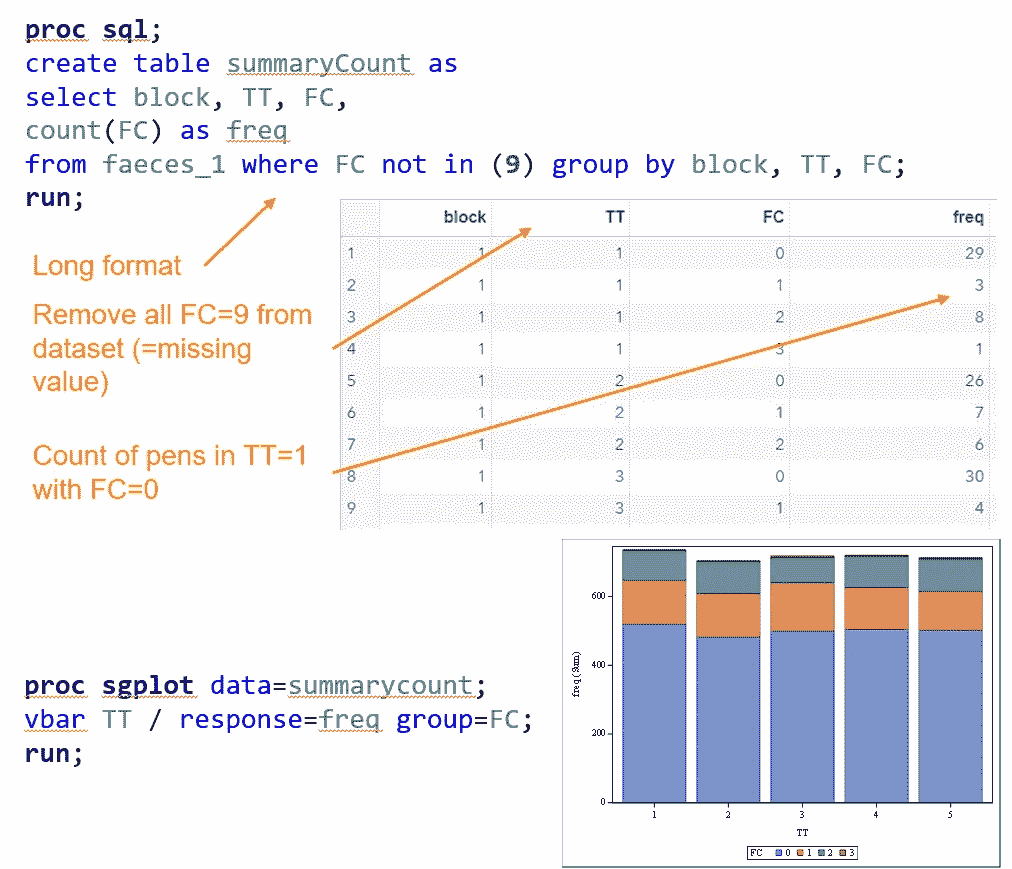 proc sql;
create table summaryCount as
select block, TT, FC,
count(FC) as freq
from faeces_1 where FC not in (9) group by block, TT, FC;
run;
Long format
Remove all FC=9 from
dataset (=missing
value)
Count of pens in TT=1
with FC=0
block TT FC freq
1 1 1 0 29
2 1 1 1 3
3 1 1 2 8
4 1 1 3 1
5 1 2 0 26
6 1 2 1 7
7 1 2 2 6
8 1 3 0 30
9 1 3 1 4
proc sgplot data=summarycount;
vbar TT / response=freq group=FC;
run;
freq (Sum)
600
400
200
0
1 2 3 4 5
TT
FC 0 1 2 3